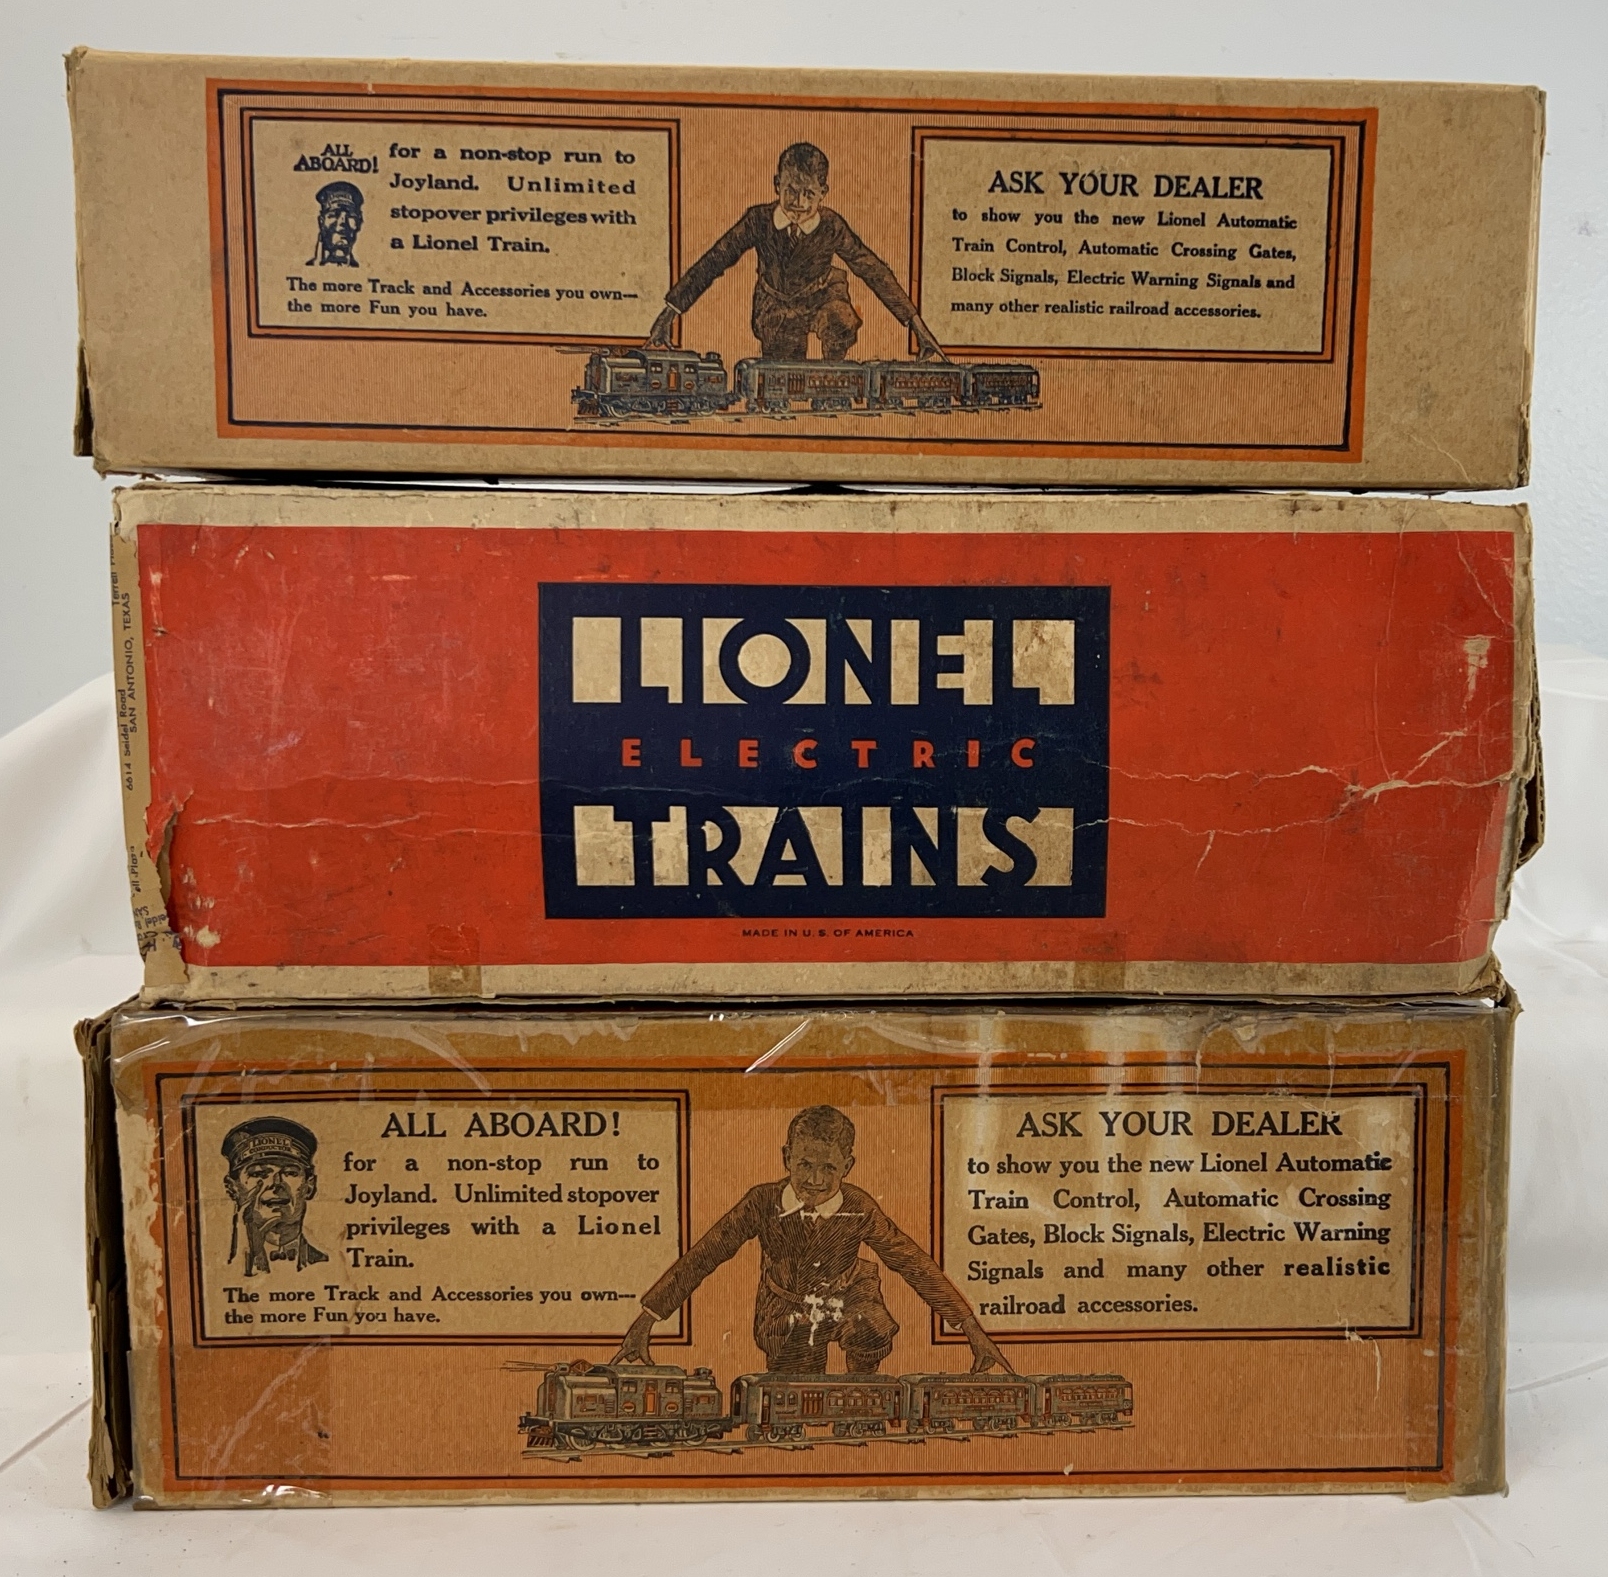 ALL
ABOARD!
for a non-stop run to
Joyland. Unlimited
stopover privileges with
a Lionel Train.
The more Track and Accessories you own—
the more Fun you have.
ASK YOUR DEALER
to show you the new Lionel Automatic
Train Control, Automatic Crossing Gates,
Block Signals, Electric Warning Signals and
many other realistic railroad accessories.
Terrell
6614 Seidel Road
SAN ANTONIO, TEXAS
LIONEL
ELECTRIC
TRAINS
MADE IN U. S. OF AMERICA
LIONEL
CONDUCTOR
ALL ABOARD!
for a non-stop run to
Joyland. Unlimited stopover
privileges with a Lionel
Train.
The more Track and Accessories you own—
the more Fun you have.
ASK YOUR DEALER
to show you the new Lionel Automatic
Train Control, Automatic Crossing
Gates, Block Signals, Electric Warning
Signals and many other realistic
railroad accessories.